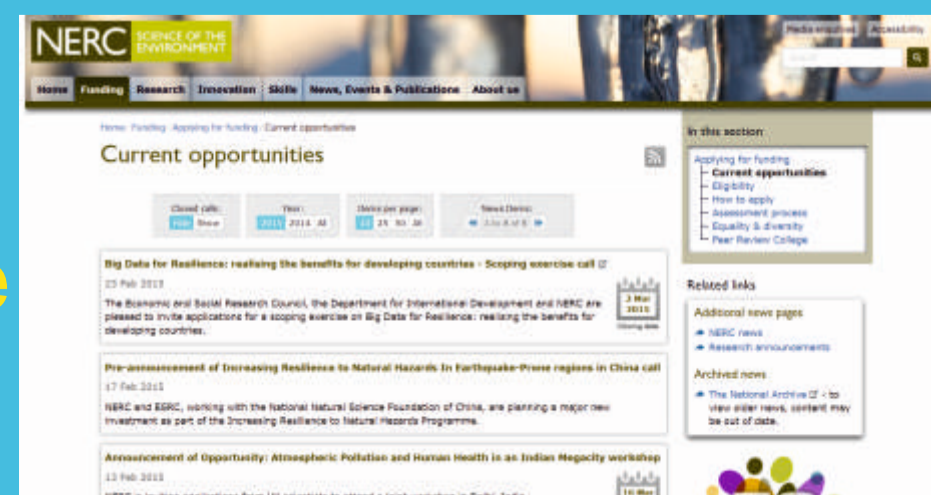 NERC SCIENCE OF THE
ENVIRONMENT
Media enquiries Accessibility
Home Funding Research Innovation Skills News, Events & Publications About us
Home Funding Applying for funding Current opportunities
Current opportunities
Closed calls: Year: Items per page: News Items:
Hide Show 2015 2014 All 10 25 50 All
Big Data for Resilience: realising the benefits for developing countries - Scoping exercise call
25 Feb 2015
The Economic and Social Research Council, the Department for International Development and NERC are
pleased to invite applications for a scoping exercise on Big Data for Resilience: realising the benefits for
developing countries.
3 Mar
2015
Closing date
Pre-announcement of Increasing Resilience to Natural Hazards in Earthquake-Prone regions in China call
17 Feb 2015
NERC and ESRC, working with the National Natural Science Foundation of China, are planning a major new
investment as part of the Increasing Resilience to Natural Hazards Programme.
Announcement of Opportunity: Atmospheric Pollution and Human Health in an Indian Megacity workshop
13 Feb 2015
16 Mar
In this section
Applying for funding
Current opportunities
Eligibility
How to apply
Assessment process
Equality & diversity
Peer Review College
Related links
Additional news pages
NERC news
Research announcements
Archived news
The National Archive - to
view older news, content may
be out of date.
e